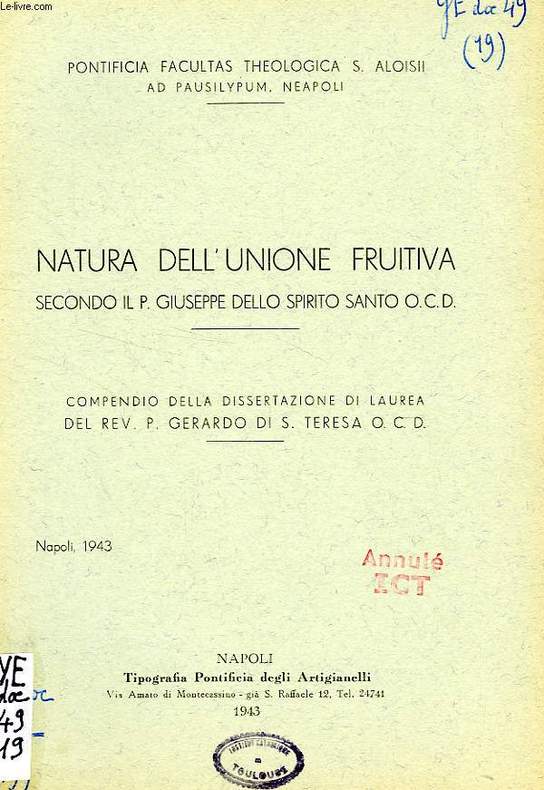 Le-livre.com
YE doc 49
(19)
PONTIFICIA FACULTAS THEOLOGICA S. ALOISII
AD PAUSILYPUM, NEAPOLI
NATURA DELL'UNIONE FRUITIVA
SECONDO IL P. GIUSEPPE DELLO SPIRITO SANTO O.C.D.
COMPENDIO DELLA DISSERTAZIONE DI LAUREA
DEL REV. P. GERARDO DI S. TERESA O.C.D.
Napoli, 1943
Annulé
ICT
NAPOLI
Tipografia Pontificia degli Artigianelli
Via Amato di Montecassino - già S. Raffaele 12, Tel. 24741
1943
YE
doc
49
19
INSTITUT CATHOLIQUE
TOULOUSE